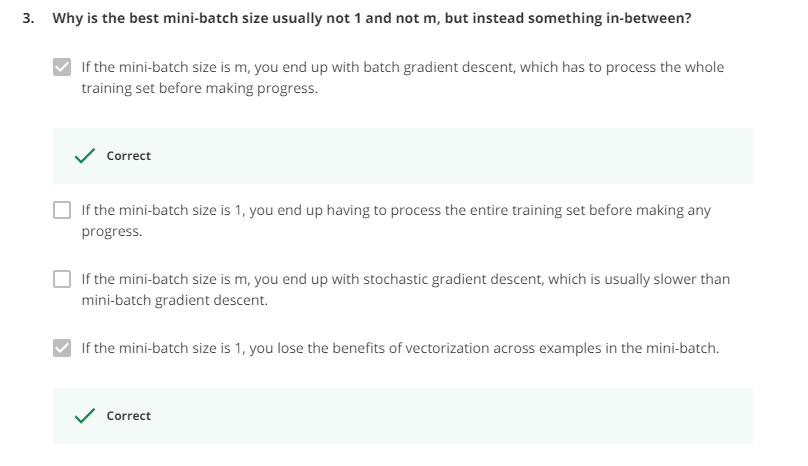 3. Why is the best mini-batch size usually not 1 and not m, but instead something in-between?
If the mini-batch size is m, you end up with batch gradient descent, which has to process the whole
training set before making progress.
Correct
If the mini-batch size is 1, you end up having to process the entire training set before making any
progress.
If the mini-batch size is m, you end up with stochastic gradient descent, which is usually slower than
mini-batch gradient descent.
If the mini-batch size is 1, you lose the benefits of vectorization across examples in the mini-batch.
Correct